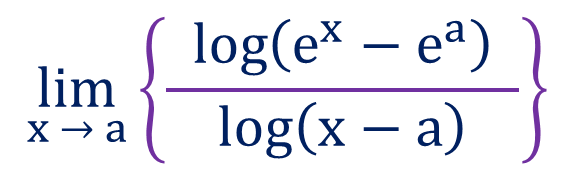 lim x → a { log(eˣ − eᵃ) / log(x − a) }